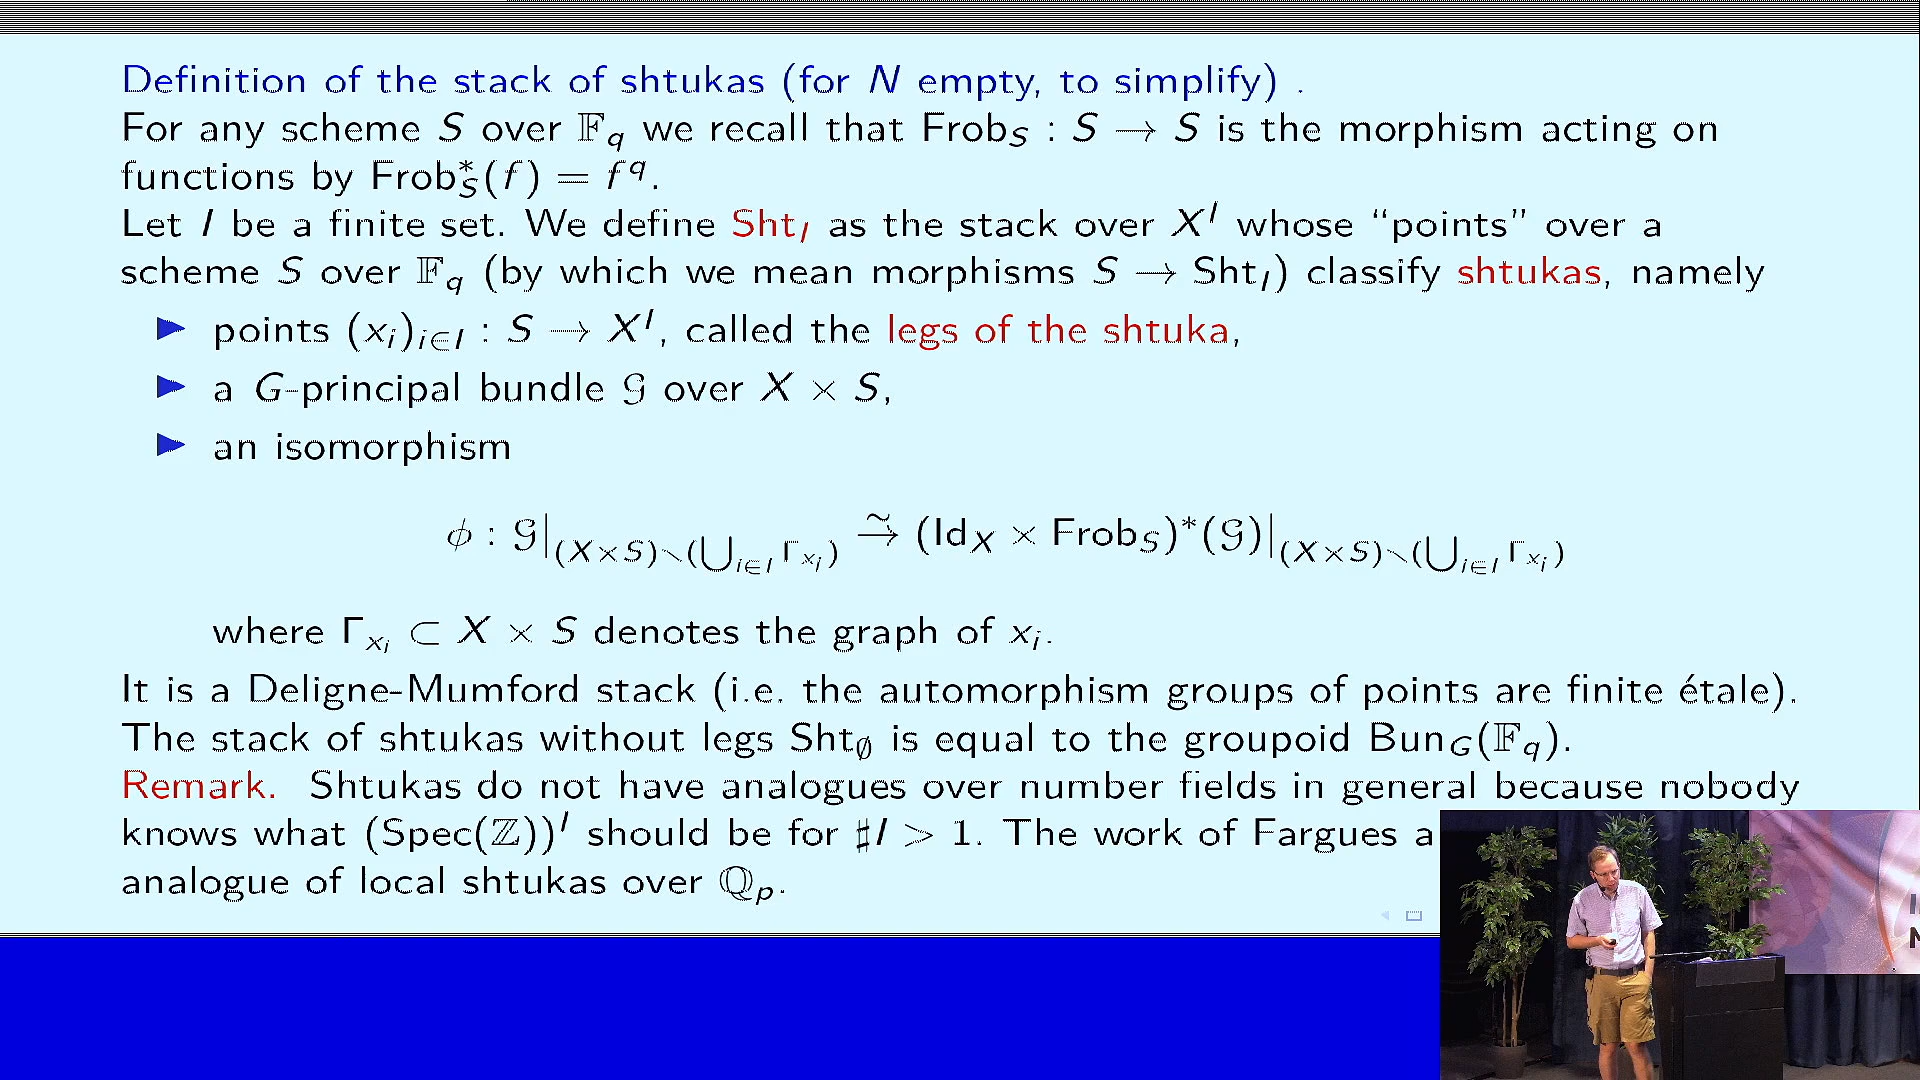 Definition of the stack of shtukas (for N empty, to simplify) .
For any scheme S over 𝔽_q we recall that Frob_S : S → S is the morphism acting on
functions by Frob_S^*(f) = f^q.
Let I be a finite set. We define Sht_I as the stack over X^I whose “points” over a
scheme S over 𝔽_q (by which we mean morphisms S → Sht_I) classify shtukas, namely
▶ points (x_i)_{i∈I} : S → X^I, called the legs of the shtuka,
▶ a G-principal bundle 𝒢 over X × S,
▶ an isomorphism
ϕ : 𝒢|_{(X×S)∖(⋃_{i∈I} Γ_{x_i})} ⥲ (Id_X × Frob_S)^*(𝒢)|_{(X×S)∖(⋃_{i∈I} Γ_{x_i})}
where Γ_{x_i} ⊂ X × S denotes the graph of x_i.
It is a Deligne-Mumford stack (i.e. the automorphism groups of points are finite étale).
The stack of shtukas without legs Sht_∅ is equal to the groupoid Bun_G(𝔽_q).
Remark. Shtukas do not have analogues over number fields in general because nobody
knows what (Spec(ℤ))^I should be for ♯I > 1. The work of Fargues
analogue of local shtukas over ℚ_p.